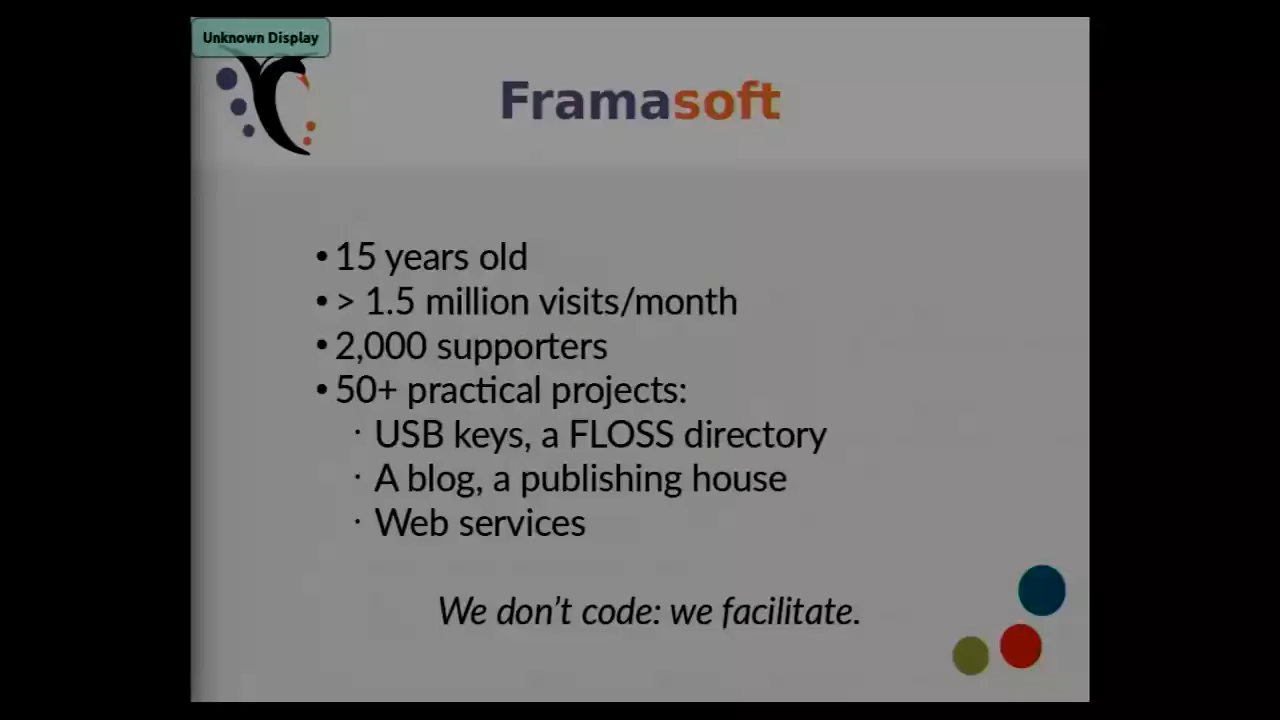 Unknown Display
Framasoft
• 15 years old
• > 1.5 million visits/month
• 2,000 supporters
• 50+ practical projects:
· USB keys, a FLOSS directory
· A blog, a publishing house
· Web services
We don’t code: we facilitate.